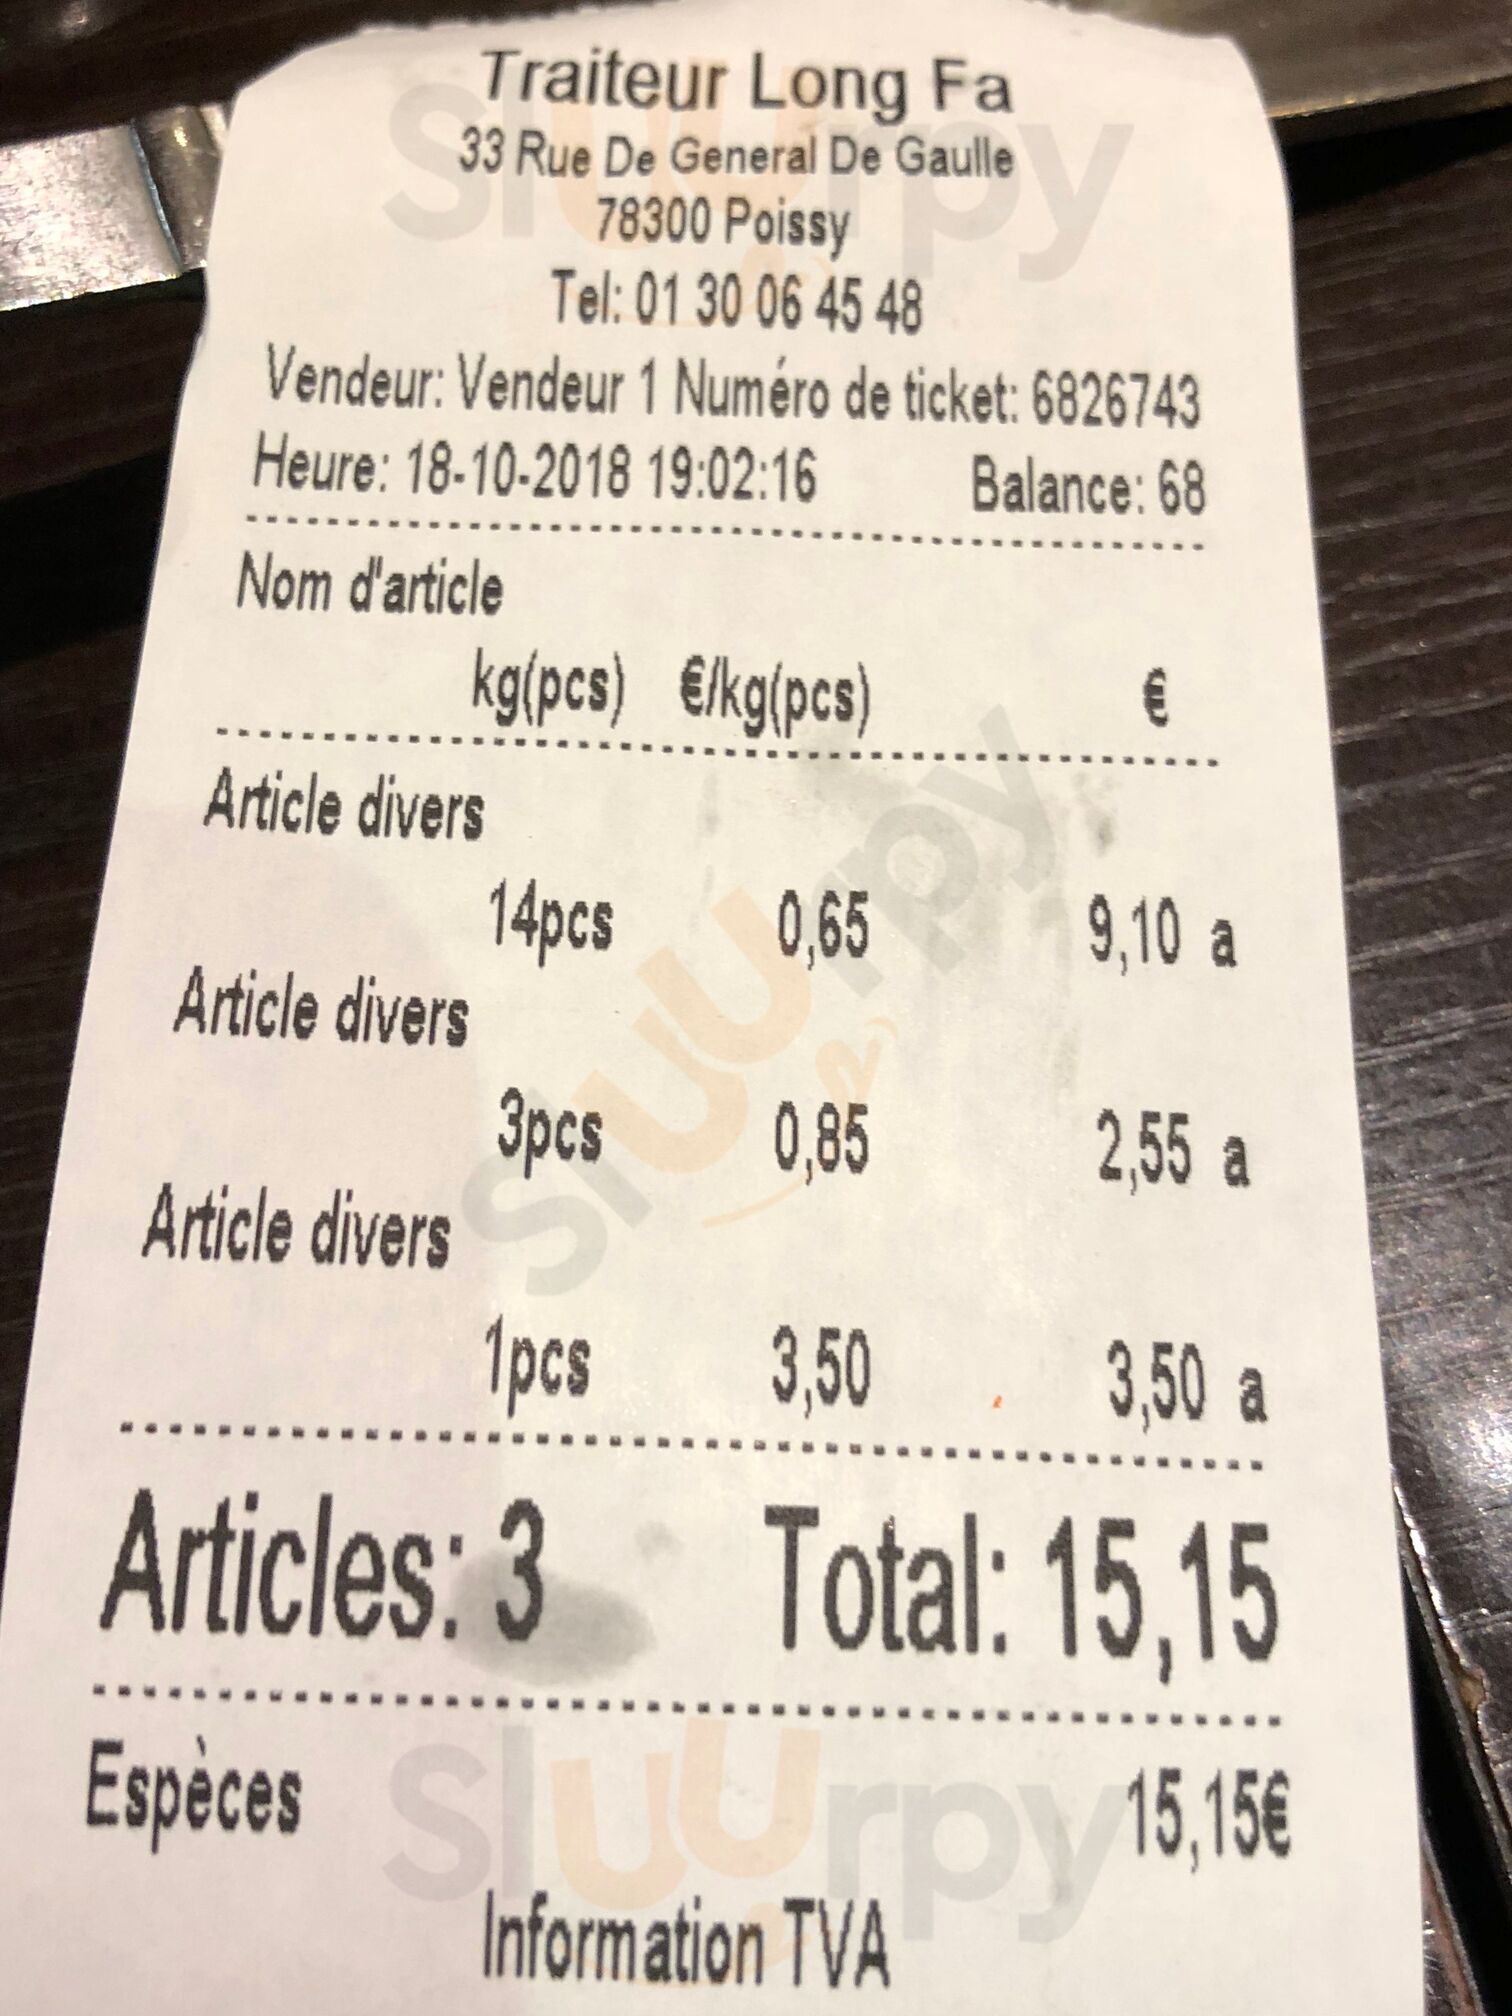 Traiteur Long Fa
33 Rue De General De Gaulle
78300 Poissy
Tel: 01 30 06 45 48
Vendeur: Vendeur 1 Numéro de ticket: 6826743
Heure: 18-10-2018 19:02:16 Balance: 68
Nom d'article
kg(pcs) €/kg(pcs) €
Article divers
14pcs 0,65 9,10 a
Article divers
3pcs 0,85 2,55 a
Article divers
1pcs 3,50 3,50 a
Articles: 3 Total: 15,15
Espèces 15,15€
Information TVA
Sluurpy
Sluurpy
Sluurpy